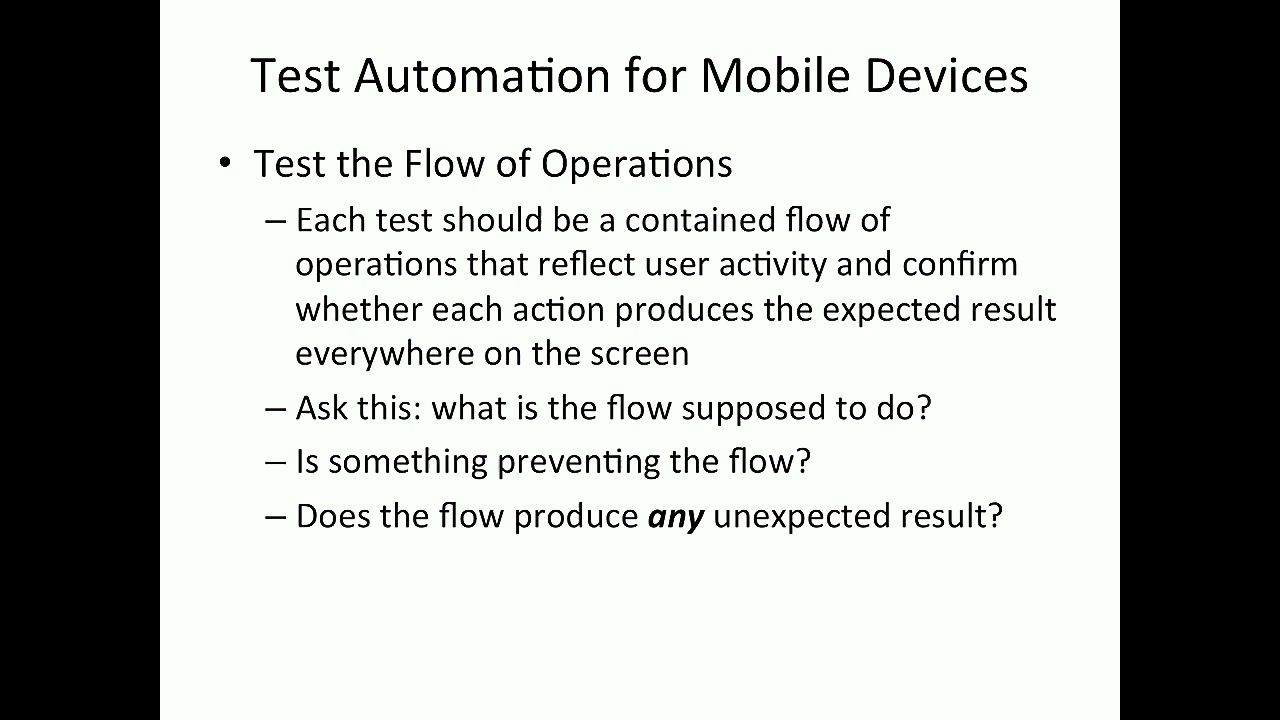 Test Automation for Mobile Devices
• Test the Flow of Operations
– Each test should be a contained flow of
operations that reflect user activity and confirm
whether each action produces the expected result
everywhere on the screen
– Ask this: what is the flow supposed to do?
– Is something preventing the flow?
– Does the flow produce any unexpected result?